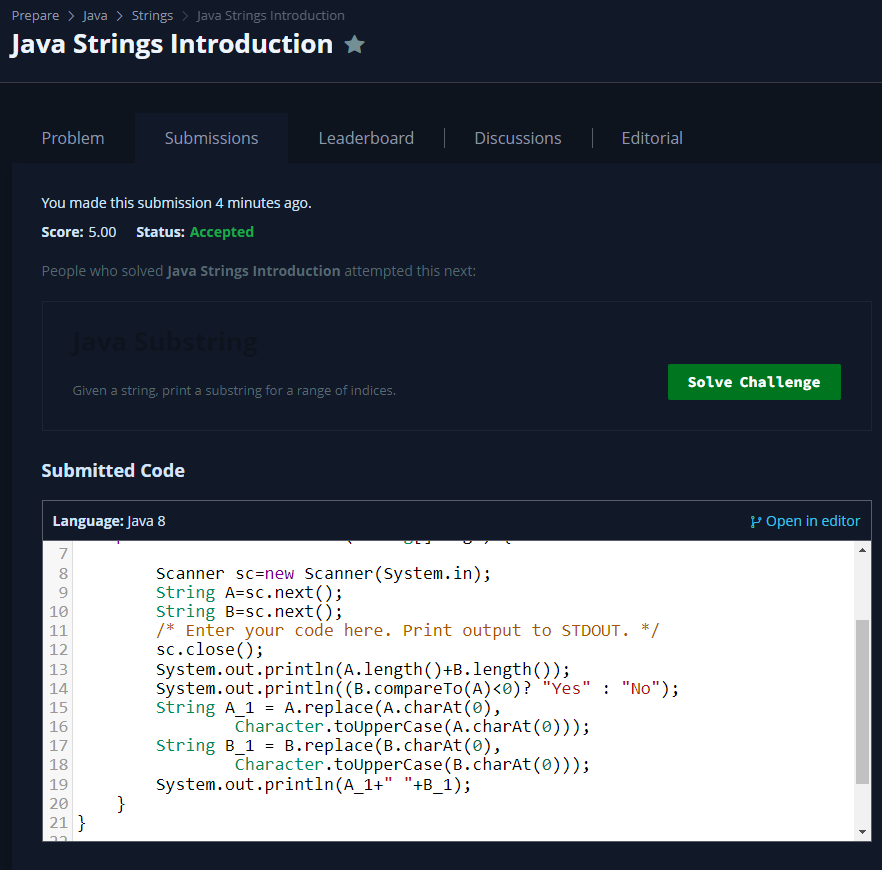 Prepare > Java > Strings > Java Strings Introduction
Java Strings Introduction
Problem
Submissions
Leaderboard
Discussions
Editorial
You made this submission 4 minutes ago.
Score: 5.00 Status: Accepted
People who solved Java Strings Introduction attempted this next:
Java Substring
Given a string, print a substring for a range of indices.
Solve Challenge
Submitted Code
Language: Java 8
Open in editor
7
8 Scanner sc=new Scanner(System.in);
9 String A=sc.next();
10 String B=sc.next();
11 /* Enter your code here. Print output to STDOUT. */
12 sc.close();
13 System.out.println(A.length()+B.length());
14 System.out.println((B.compareTo(A)<0)? "Yes" : "No");
15 String A_1 = A.replace(A.charAt(0),
16 Character.toUpperCase(A.charAt(0)));
17 String B_1 = B.replace(B.charAt(0),
18 Character.toUpperCase(B.charAt(0)));
19 System.out.println(A_1+" "+B_1);
20 }
21 }